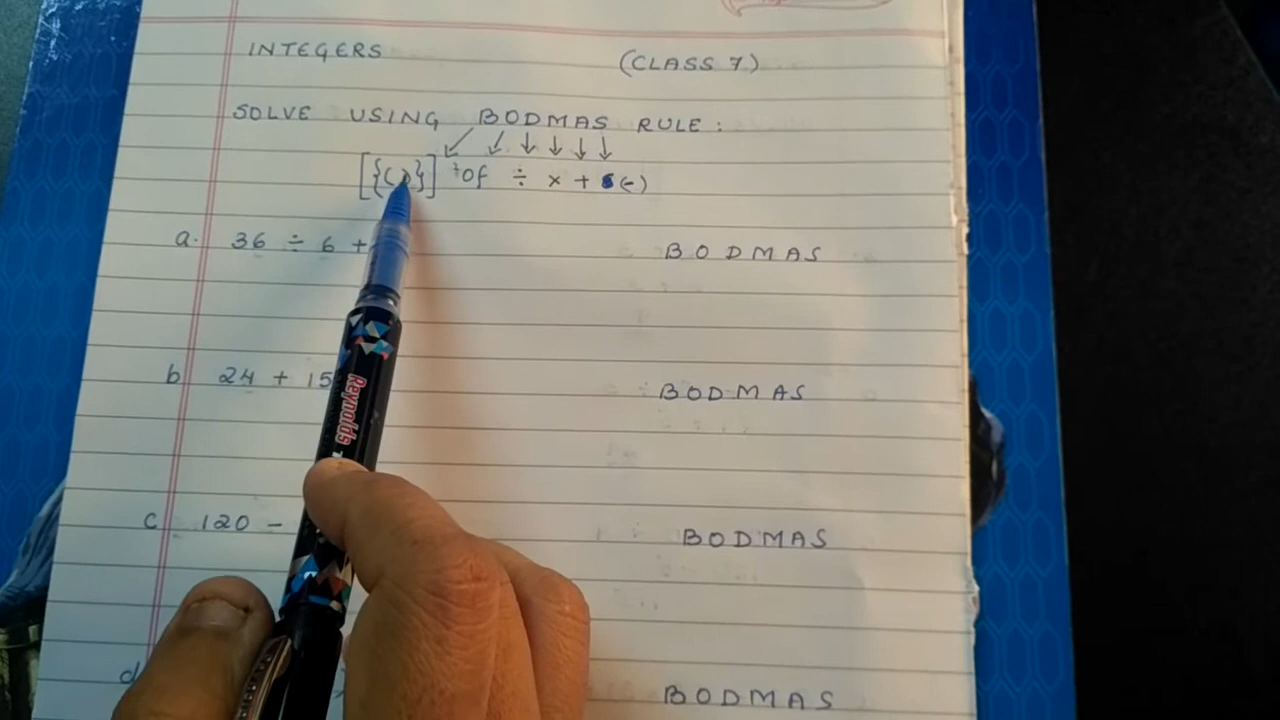 INTEGERS (CLASS 7)
SOLVE USING BODMAS RULE:
[{()}] 'of' ÷ × + (-)
a. 36 ÷ 6 + BODMAS
b 24 + 15 BODMAS
Reynolds
c 120 - BODMAS
d BODMAS